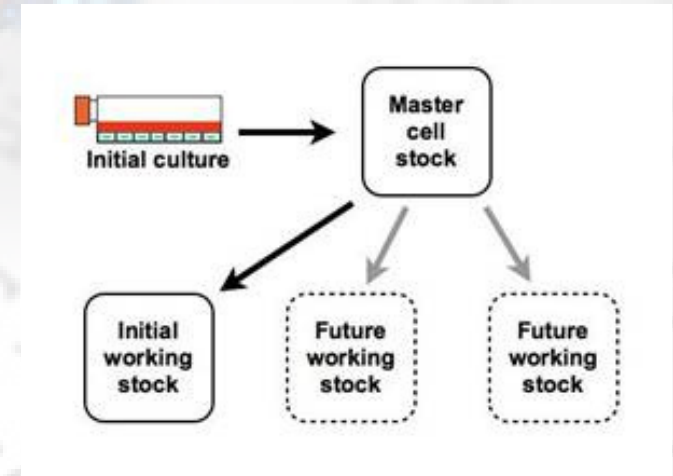 Initial culture
Master
cell
stock
Initial
working
stock
Future
working
stock
Future
working
stock